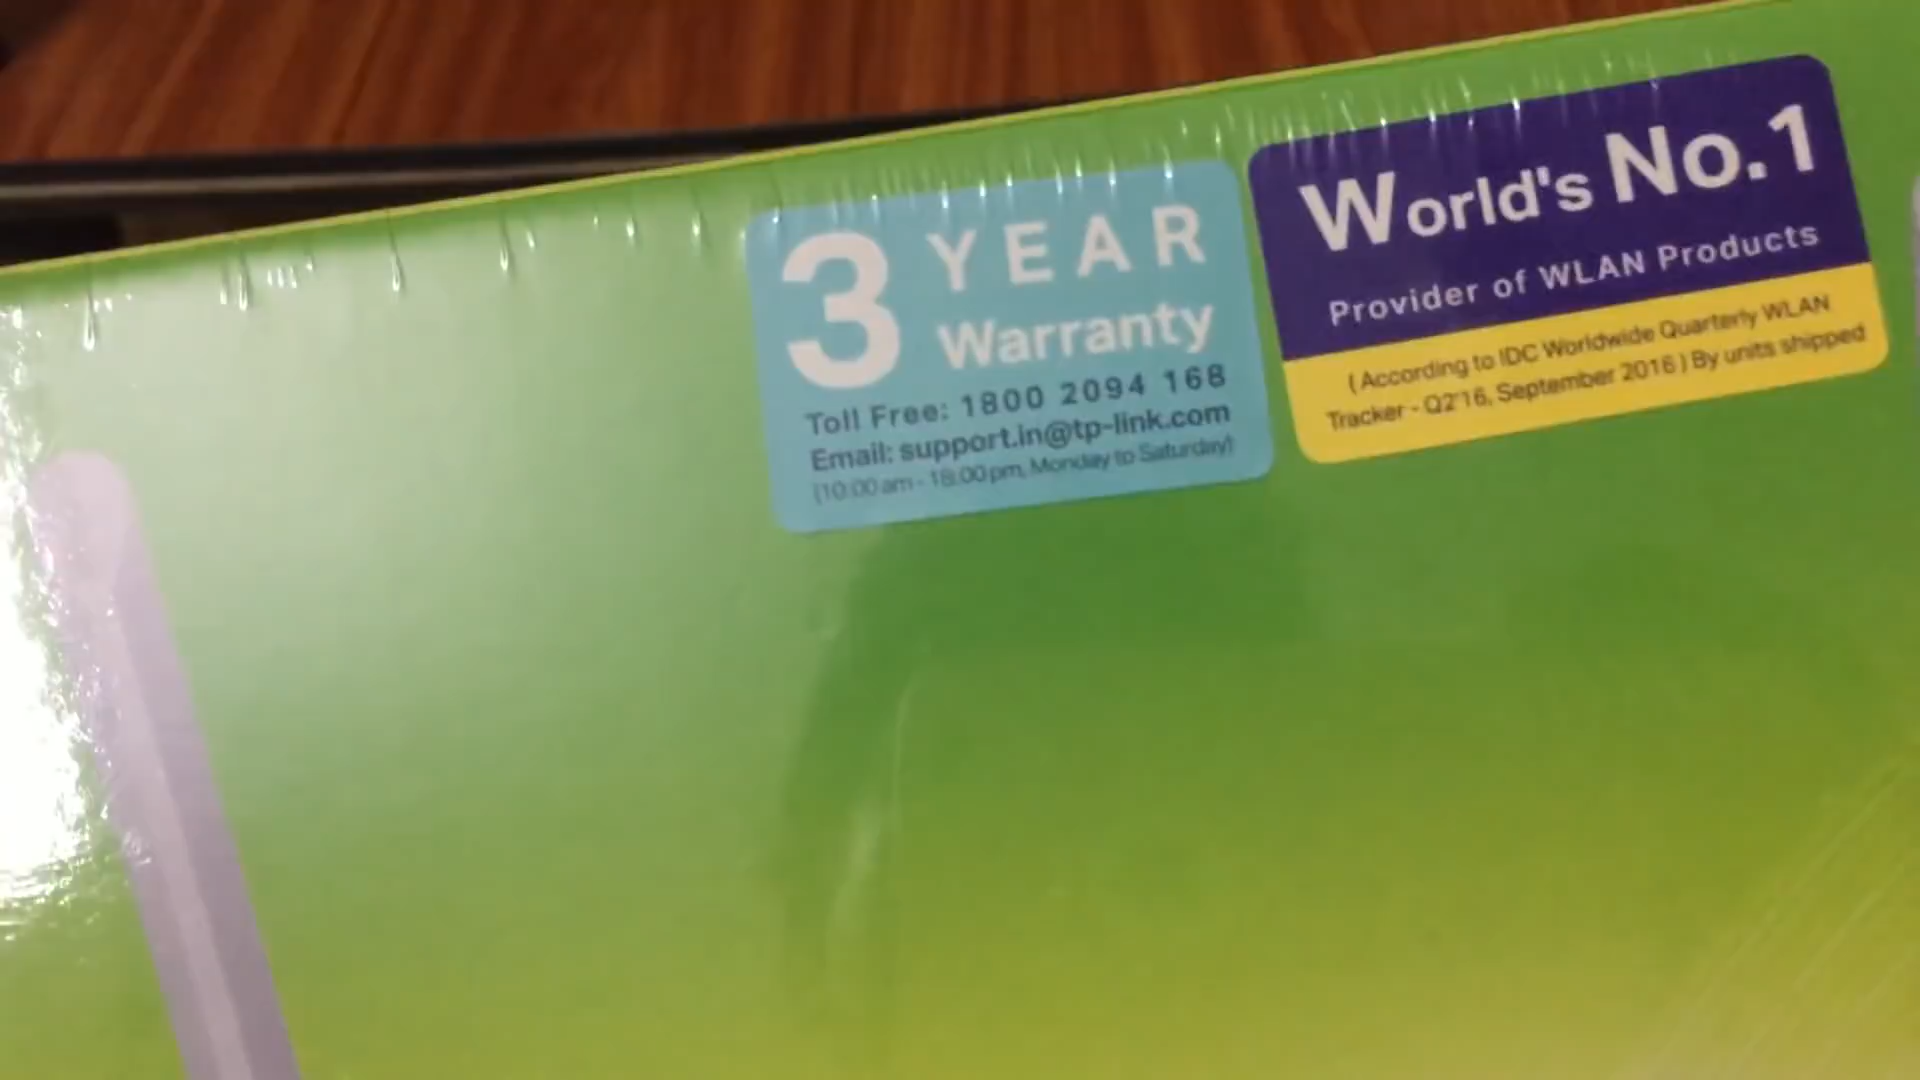 3 YEAR
Warranty
Toll Free: 1800 2094 168
Email: support.in@tp-link.com
(10:00 am - 18:00 pm, Monday to Saturday)
World's No.1
Provider of WLAN Products
( According to IDC Worldwide Quarterly WLAN
Tracker - Q2'16, September 2016 ) By units shipped